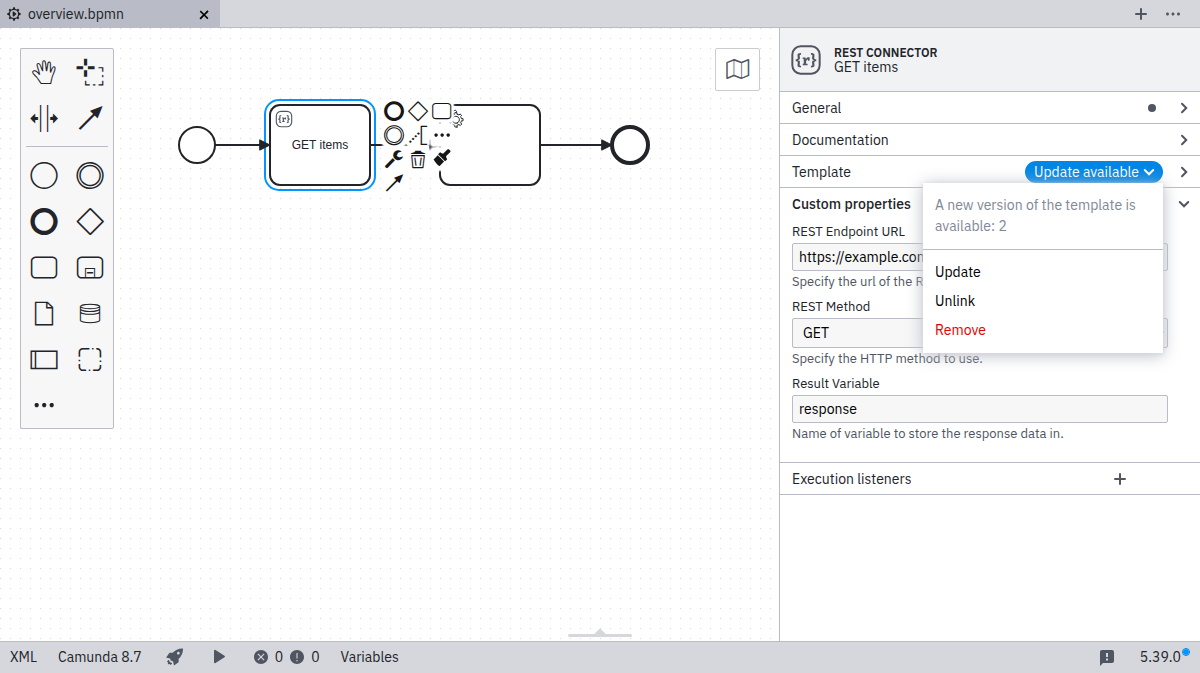 overview.bpmn
REST CONNECTOR
GET items
{r}
{r}
GET items
General
Documentation
Template
Update available
A new version of the template is
available: 2
Update
Unlink
Remove
Custom properties
REST Endpoint URL
https://example.co
Specify the url of the
REST Method
GET
Specify the HTTP method to use.
Result Variable
response
Name of variable to store the response data in.
Execution listeners
XML
Camunda 8.7
0
0
Variables
5.39.0